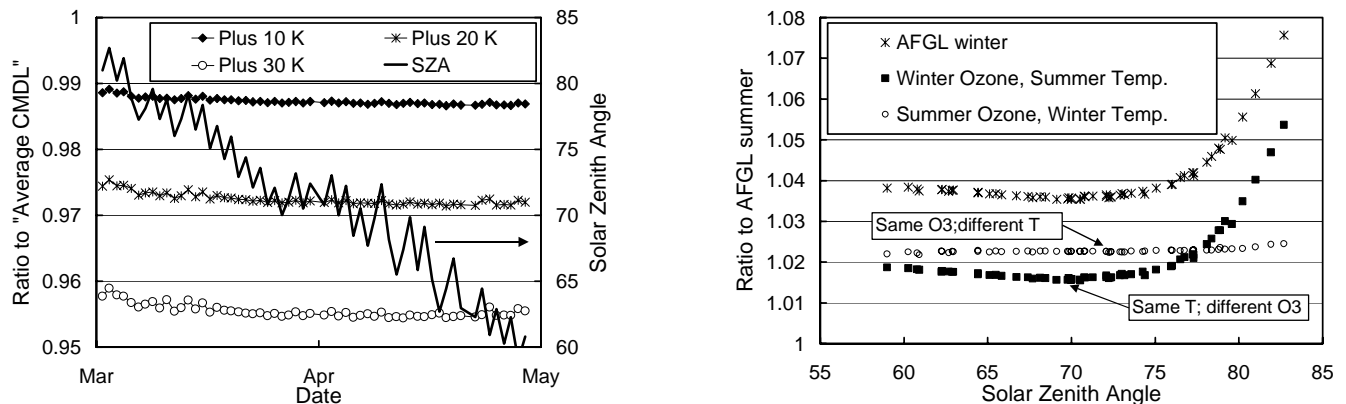 1
0.99
0.98
0.97
0.96
0.95
Ratio to "Average CMDL"
Plus 10 K
Plus 20 K
Plus 30 K
SZA
85
80
75
70
65
60
Solar Zenith Angle
Mar
Apr
May
Date
1.08
1.07
1.06
1.05
1.04
1.03
1.02
1.01
1
Ratio to AFGL summer
AFGL winter
Winter Ozone, Summer Temp.
Summer Ozone, Winter Temp.
Same O3;different T
Same T; different O3
55
60
65
70
75
80
85
Solar Zenith Angle